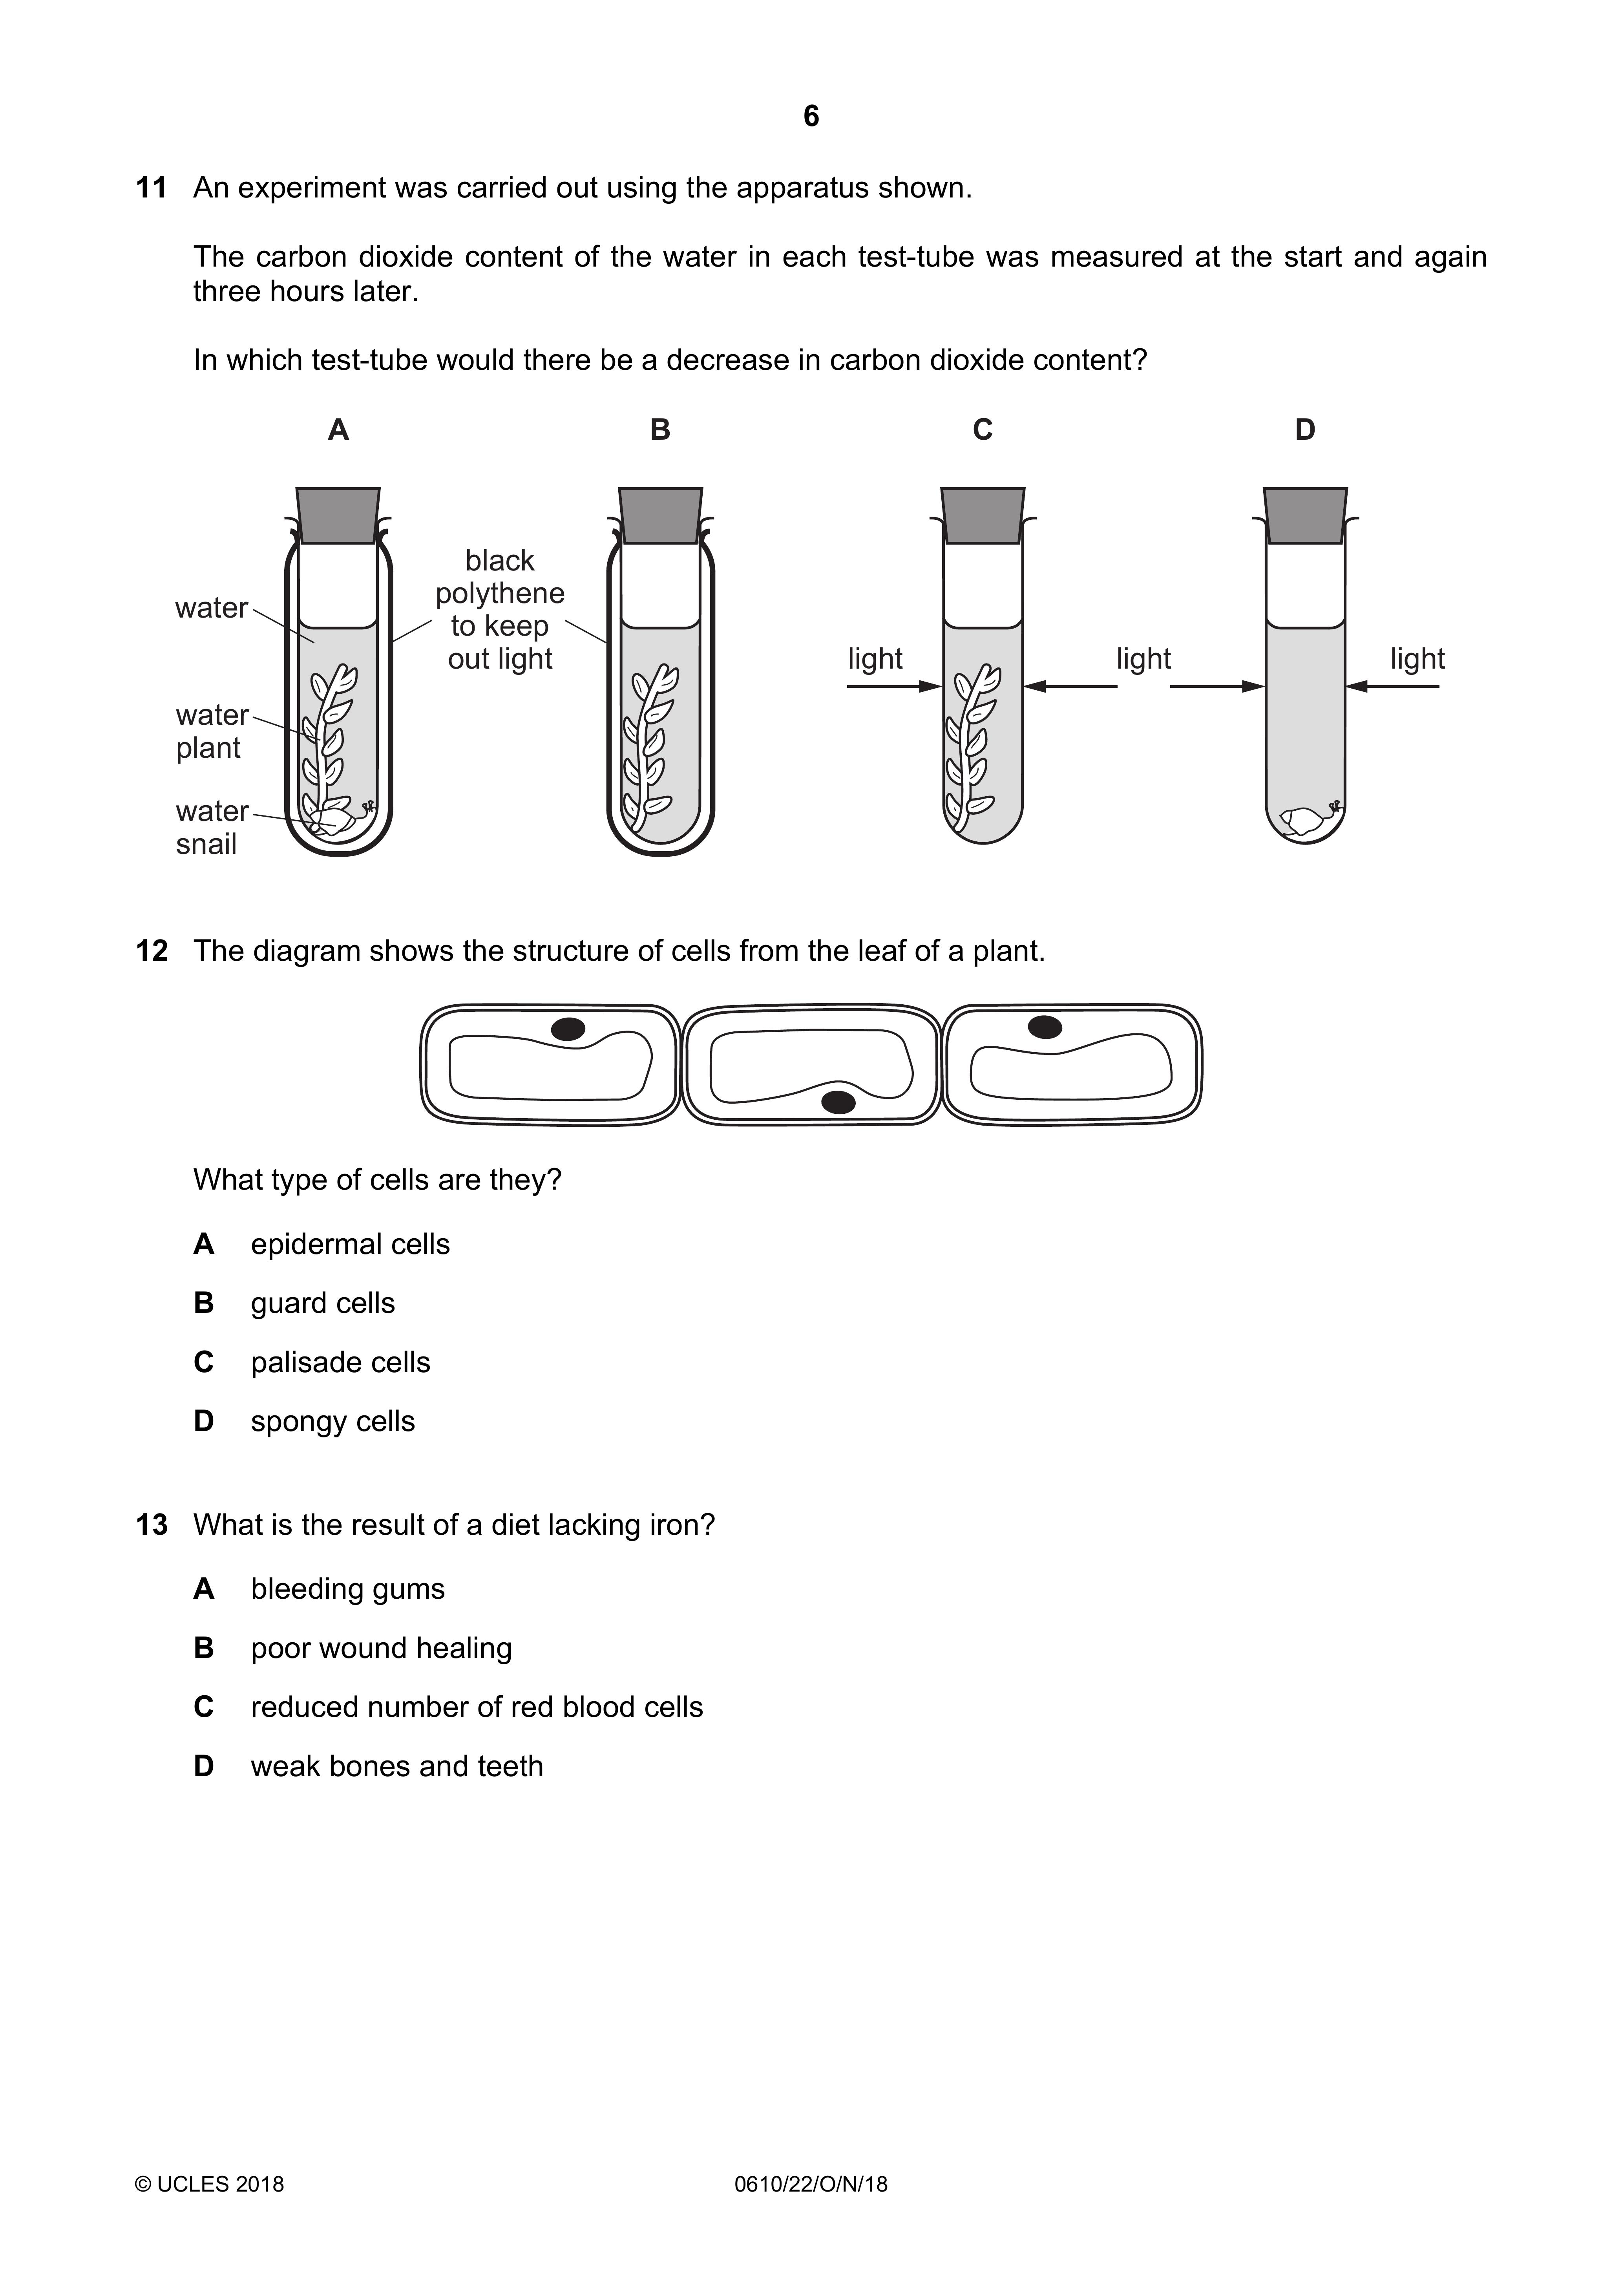 6
11 An experiment was carried out using the apparatus shown.
The carbon dioxide content of the water in each test-tube was measured at the start and again
three hours later.
In which test-tube would there be a decrease in carbon dioxide content?
A B C D
water
water
plant
water
snail
black
polythene
to keep
out light
light light light
12 The diagram shows the structure of cells from the leaf of a plant.
What type of cells are they?
A epidermal cells
B guard cells
C palisade cells
D spongy cells
13 What is the result of a diet lacking iron?
A bleeding gums
B poor wound healing
C reduced number of red blood cells
D weak bones and teeth
© UCLES 2018 0610/22/O/N/18